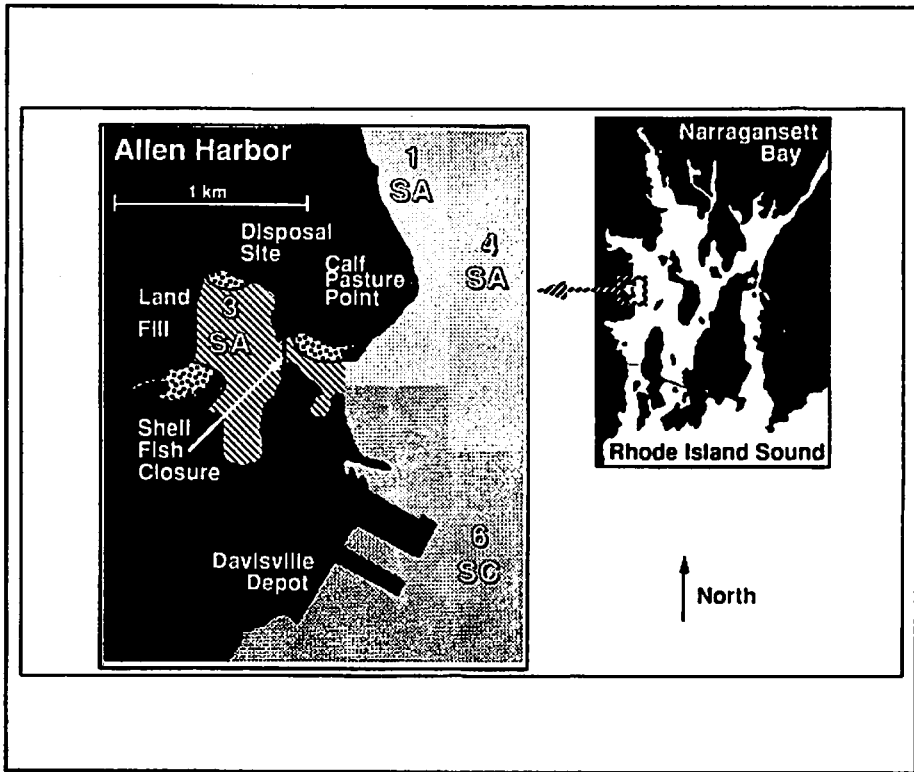 Allen Harbor
1 km
Disposal
Site
Calf
Pasture
Point
Land
Fill
1
SA
4
SA
3
SA
Shell
Fish
Closure
Davisville
Depot
6
SC
Narragansett
Bay
Rhode Island Sound
North